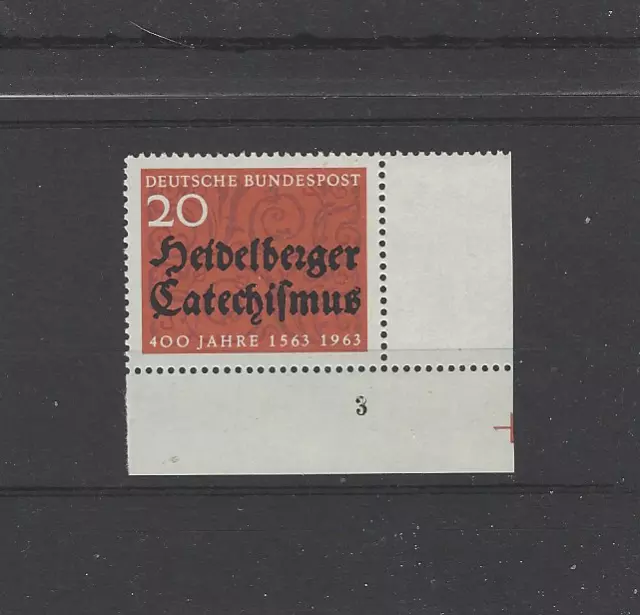 DEUTSCHE BUNDESPOST
20
Heidelberger
Catechiſmus
400 JAHRE 1563 1963
3